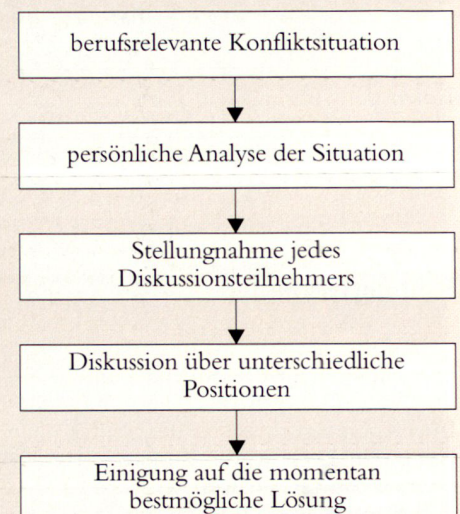 berufsrelevante Konfliktsituation
persönliche Analyse der Situation
Stellungnahme jedes
Diskussionsteilnehmers
Diskussion über unterschiedliche
Positionen
Einigung auf die momentan
bestmögliche Lösung